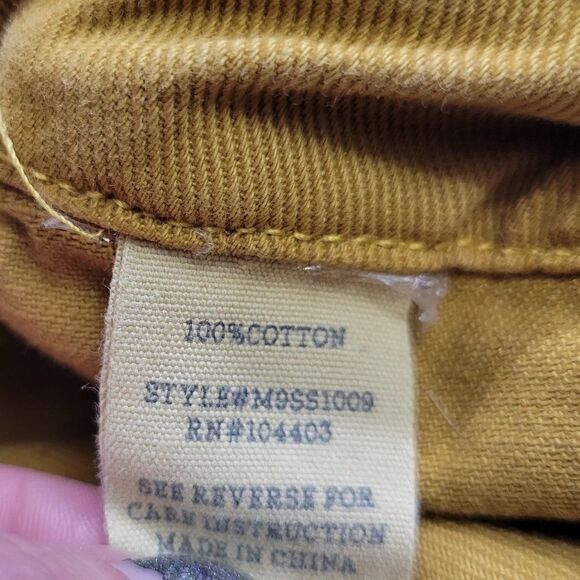 100%COTTON
STYLE#M9SS1009
RN#104403
SEE REVERSE FOR
CARE INSTRUCTION
MADE IN CHINA